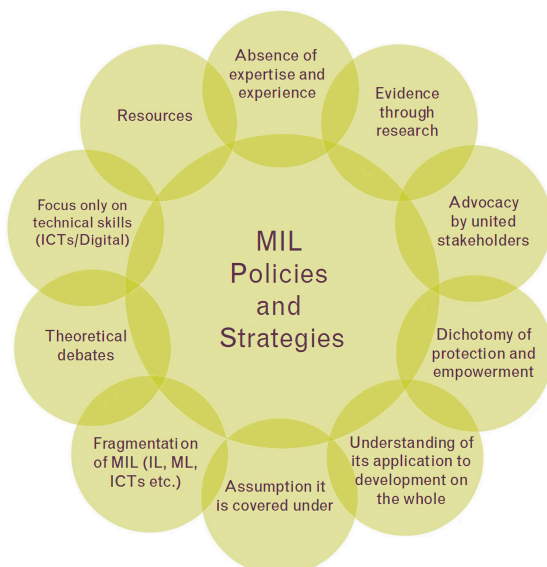 Absence of
expertise and
experience
Evidence
through
research
Advocacy
by united
stakeholders
Dichotomy of
protection and
empowerment
Understanding of
its application to
development on
the whole
Assumption it
is covered under
Fragmentation
of MIL (IL, ML,
ICTs etc.)
Theoretical
debates
Focus only on
technical skills
(ICTs/Digital)
Resources
MIL
Policies
and
Strategies